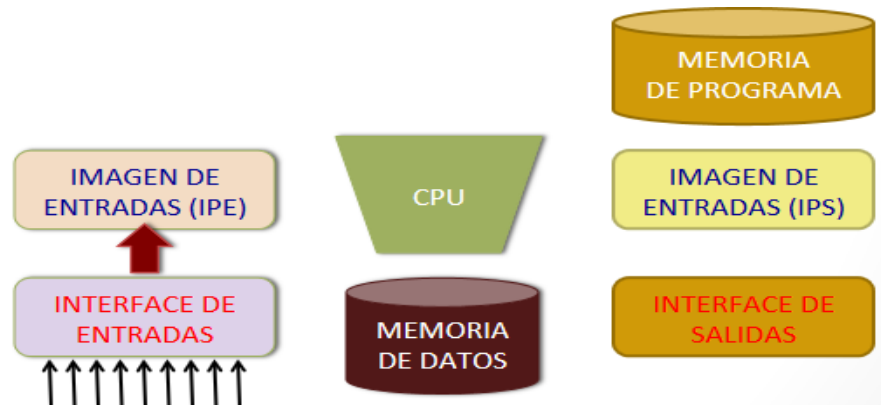 MEMORIA
DE PROGRAMA
IMAGEN DE
ENTRADAS (IPE)
CPU
IMAGEN DE
ENTRADAS (IPS)
INTERFACE DE
ENTRADAS
MEMORIA
DE DATOS
INTERFACE DE
SALIDAS